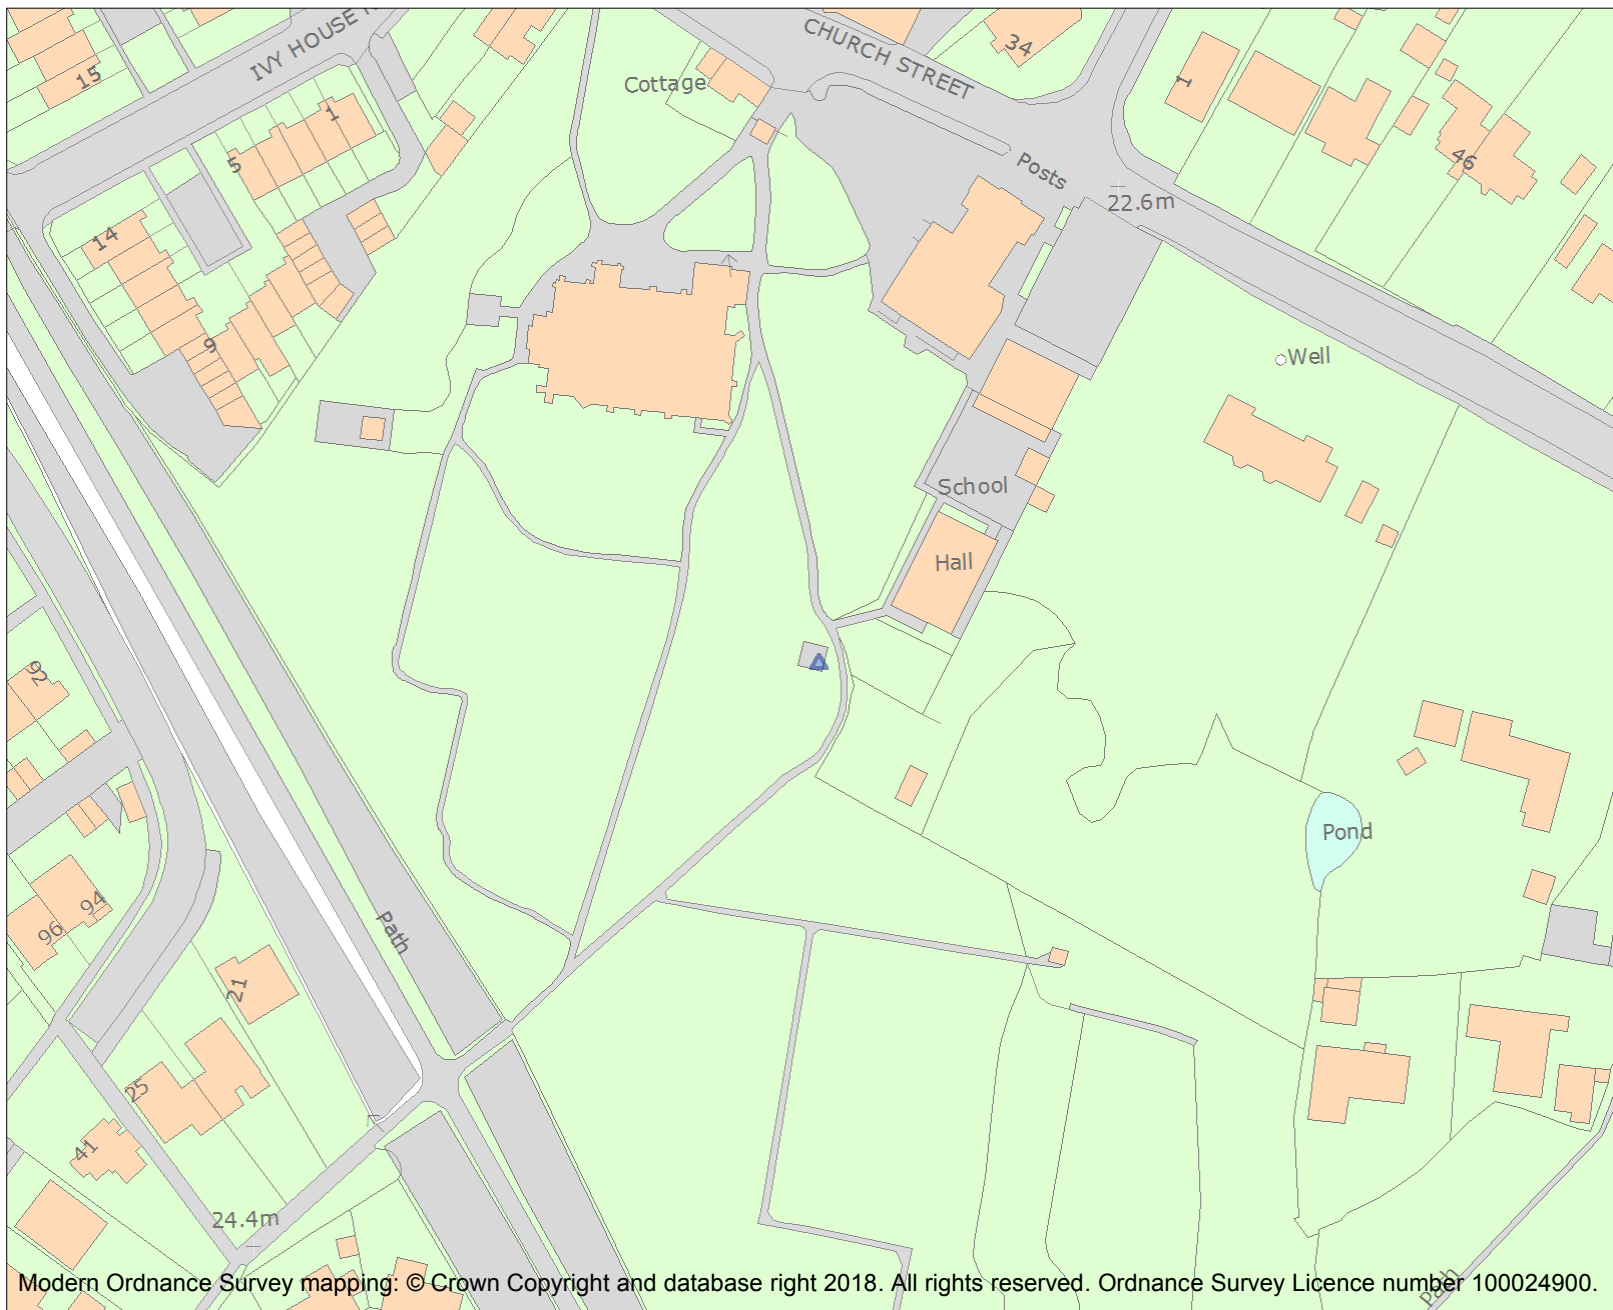 IVY HOUSE R
CHURCH STREET
34
15
Cottage
1
1
5
46
Posts
22.6m
14
9
Well
School
Hall
92
Pond
94
96
Path
21
25
41
24.4m
Path
Modern Ordnance Survey mapping: © Crown Copyright and database right 2018. All rights reserved. Ordnance Survey Licence number 100024900.